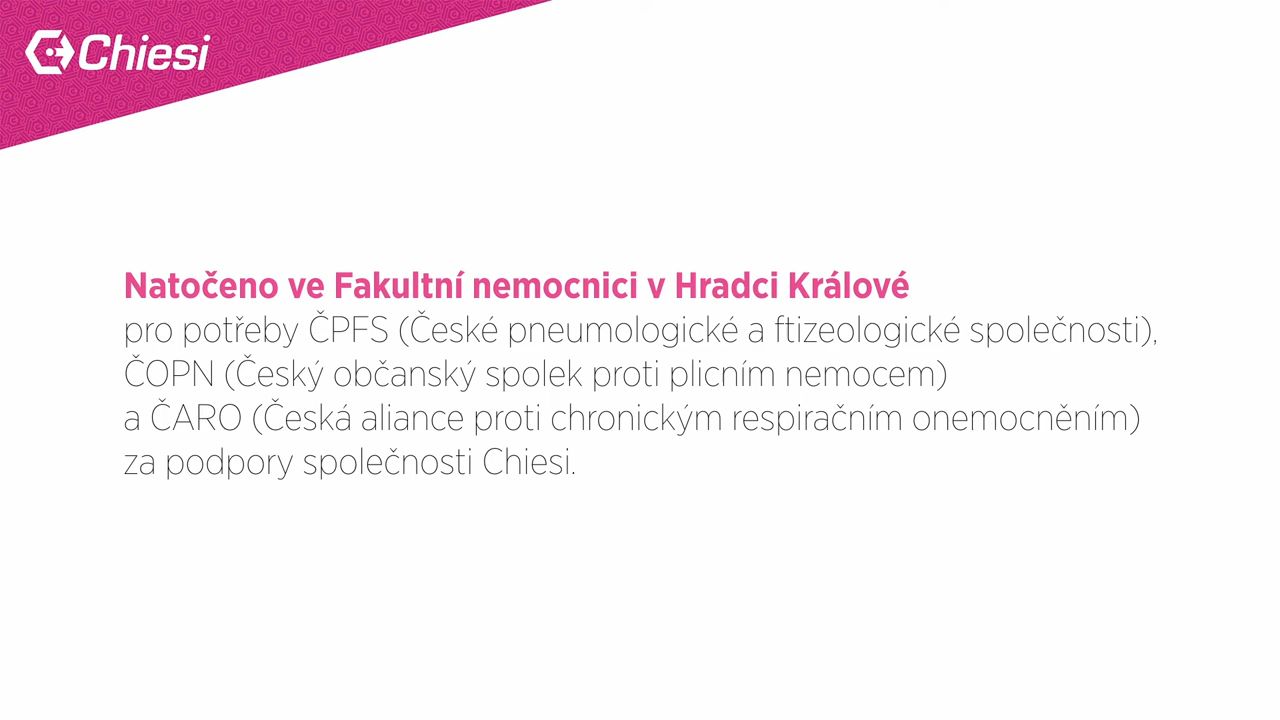 Chiesi
Natočeno ve Fakultní nemocnici v Hradci Králové
pro potřeby ČPFS (České pneumologické a ftizeologické společnosti),
ČOPN (Český občanský spolek proti plicním nemocem)
a ČARO (Česká aliance proti chronickým respiračním onemocněním)
za podpory společnosti Chiesi.